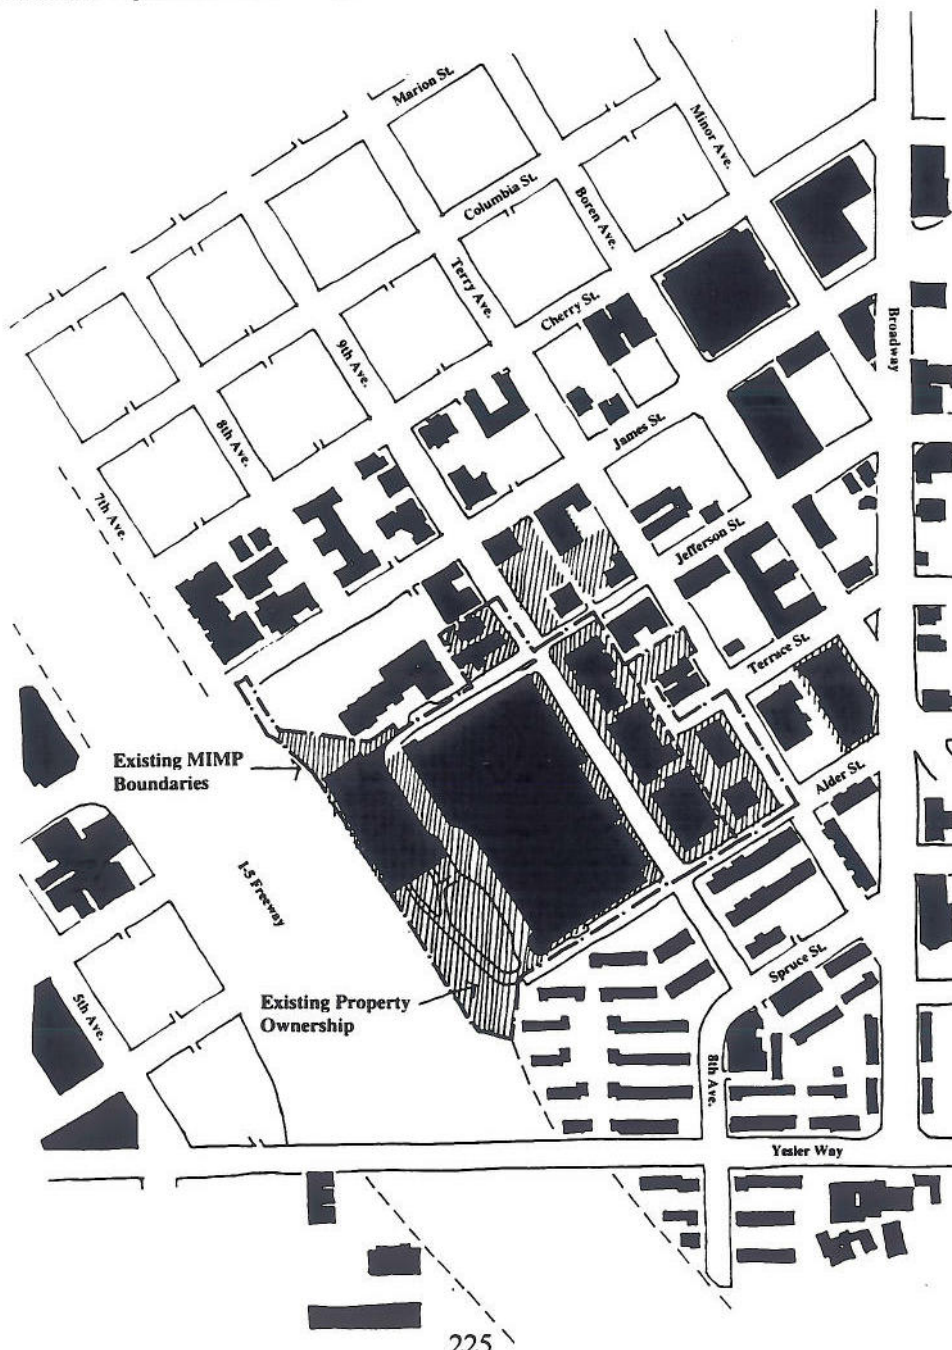 Marion St.
Minor Ave.
Columbia St.
Boren Ave.
Terry Ave.
Cherry St.
Broadway
9th Ave.
James St.
8th Ave.
7th Ave.
Jefferson St.
Terrace St.
Existing MIMP
Boundaries
Alder St.
I-5 Freeway
Spruce St.
Existing Property
Ownership
5th Ave.
8th Ave.
Yesler Way
225